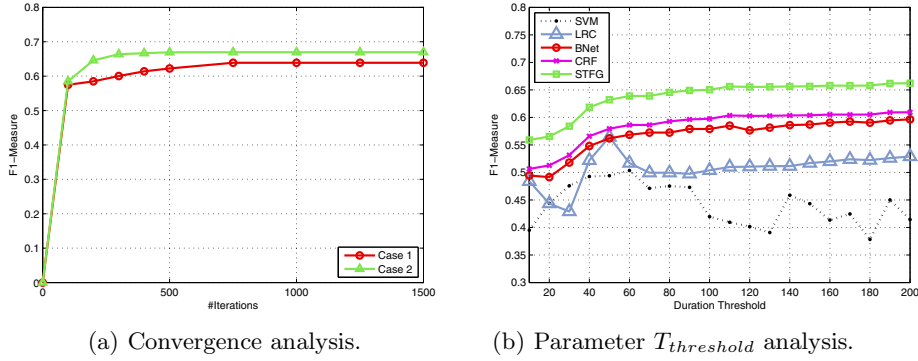 0.8
0.7
0.6
0.5
0.4
0.3
0.2
0.1
0
F1−Measure
0 500 1000 1500
#Iterations
Case 1
Case 2
(a) Convergence analysis.
0.8
0.75
0.7
0.65
0.6
0.55
0.5
0.45
0.4
0.35
0.3
F1−Measure
20 40 60 80 100 120 140 160 180 200
Duration Threshold
SVM
LRC
BNet
CRF
STFG
(b) Parameter T_threshold analysis.